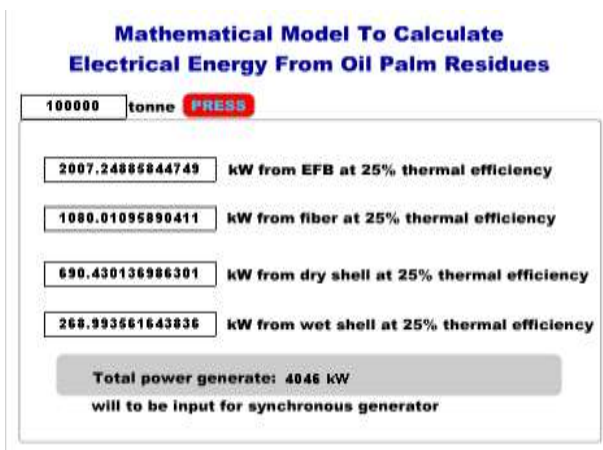 Mathematical Model To Calculate
Electrical Energy From Oil Palm Residues
100000 tonne PRESS
2007.24885844749 kW from EFB at 25% thermal efficiency
1080.01095890411 kW from fiber at 25% thermal efficiency
690.430136986301 kW from dry shell at 25% thermal efficiency
268.993561643836 kW from wet shell at 25% thermal efficiency
Total power generate: 4046 kW
will to be input for synchronous generator